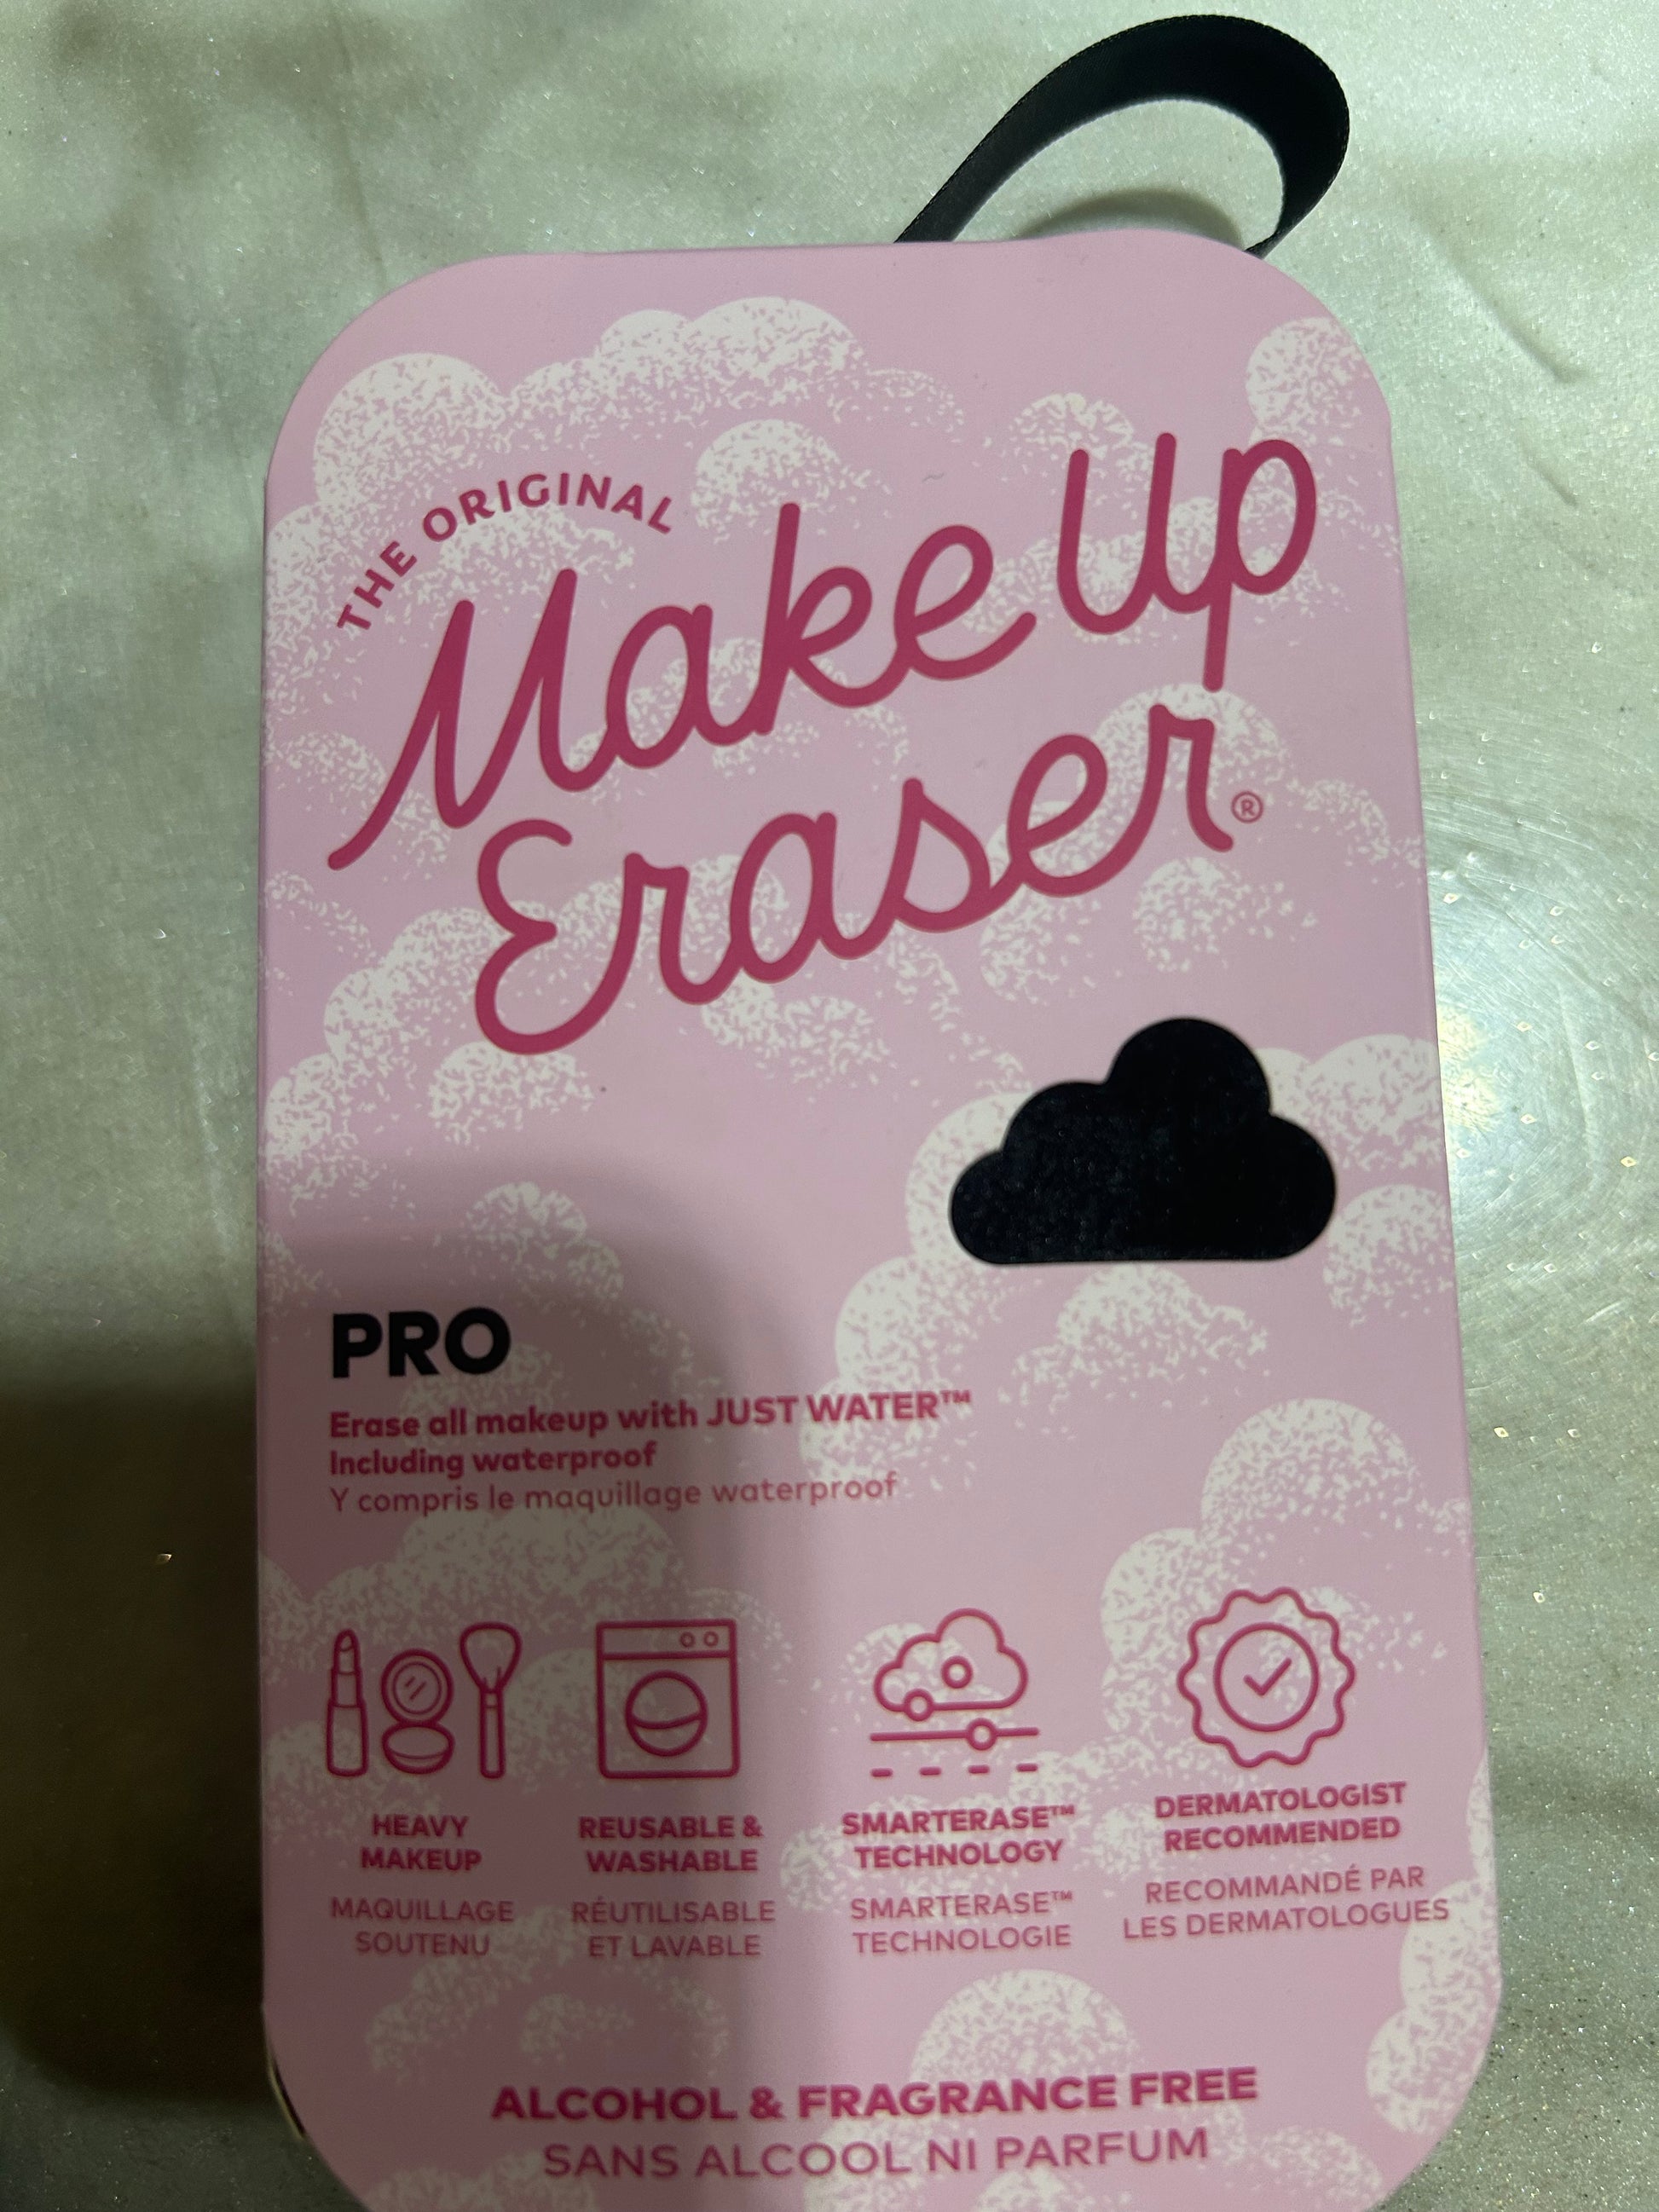 THE ORIGINAL
MakeUp
Eraser®
PRO
Erase all makeup with JUST WATER™
Including waterproof
Y compris le maquillage waterproof
HEAVY
MAKEUP
MAQUILLAGE
SOUTENU
REUSABLE &
WASHABLE
RÉUTILISABLE
ET LAVABLE
SMARTERASE™
TECHNOLOGY
SMARTERASE™
TECHNOLOGIE
DERMATOLOGIST
RECOMMENDED
RECOMMANDÉ PAR
LES DERMATOLOGUES
ALCOHOL & FRAGRANCE FREE
SANS ALCOOL NI PARFUM